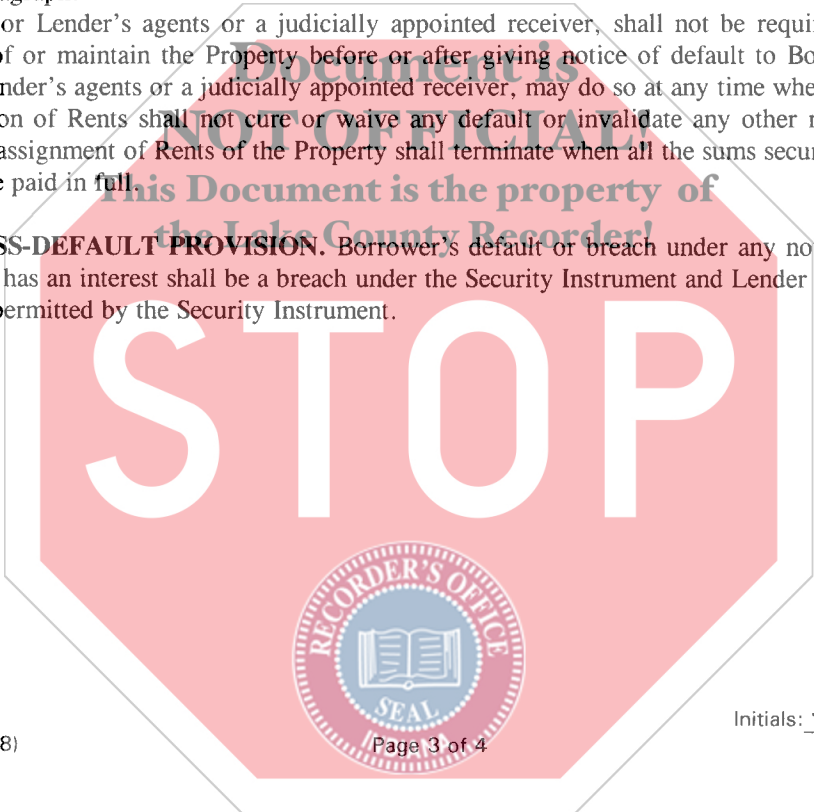 or Lender's agents or a judicially appointed receiver, shall not be requi
of or maintain the Property before or after giving notice of default to Bo
nder's agents or a judicially appointed receiver, may do so at any time whe
on of Rents shall not cure or waive any default or invalidate any other
assignment of Rents of the Property shall terminate when all the sums secur
paid in full.
Document is
NOT OFFICIAL!
This Document is the property of
the Lake County Recorder!
SS-DEFAULT PROVISION. Borrower's default or breach under any no
has an interest shall be a breach under the Security Instrument and Lender
permitted by the Security Instrument.
STOP
RECORDER'S OFFICE
SEAL
INDIANA
Initials:
8)
Page 3 of 4